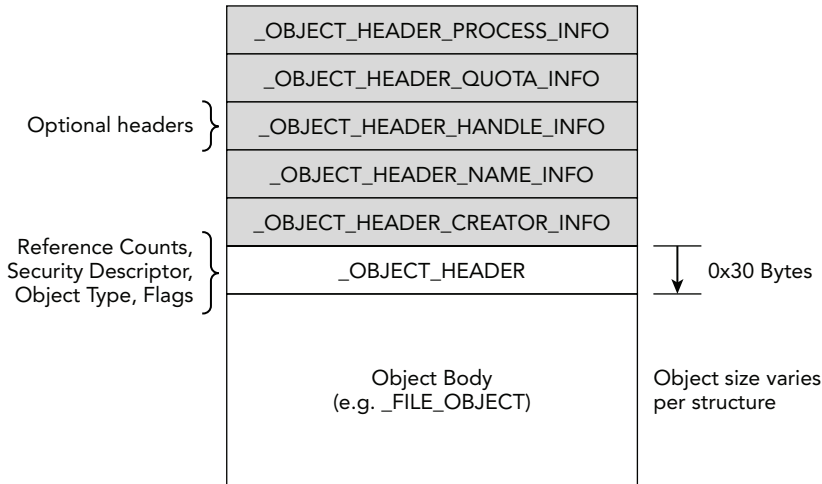 _OBJECT_HEADER_PROCESS_INFO
_OBJECT_HEADER_QUOTA_INFO
Optional headers
_OBJECT_HEADER_HANDLE_INFO
_OBJECT_HEADER_NAME_INFO
_OBJECT_HEADER_CREATOR_INFO
Reference Counts,
Security Descriptor,
Object Type, Flags
_OBJECT_HEADER
0x30 Bytes
Object Body
(e.g. _FILE_OBJECT)
Object size varies
per structure